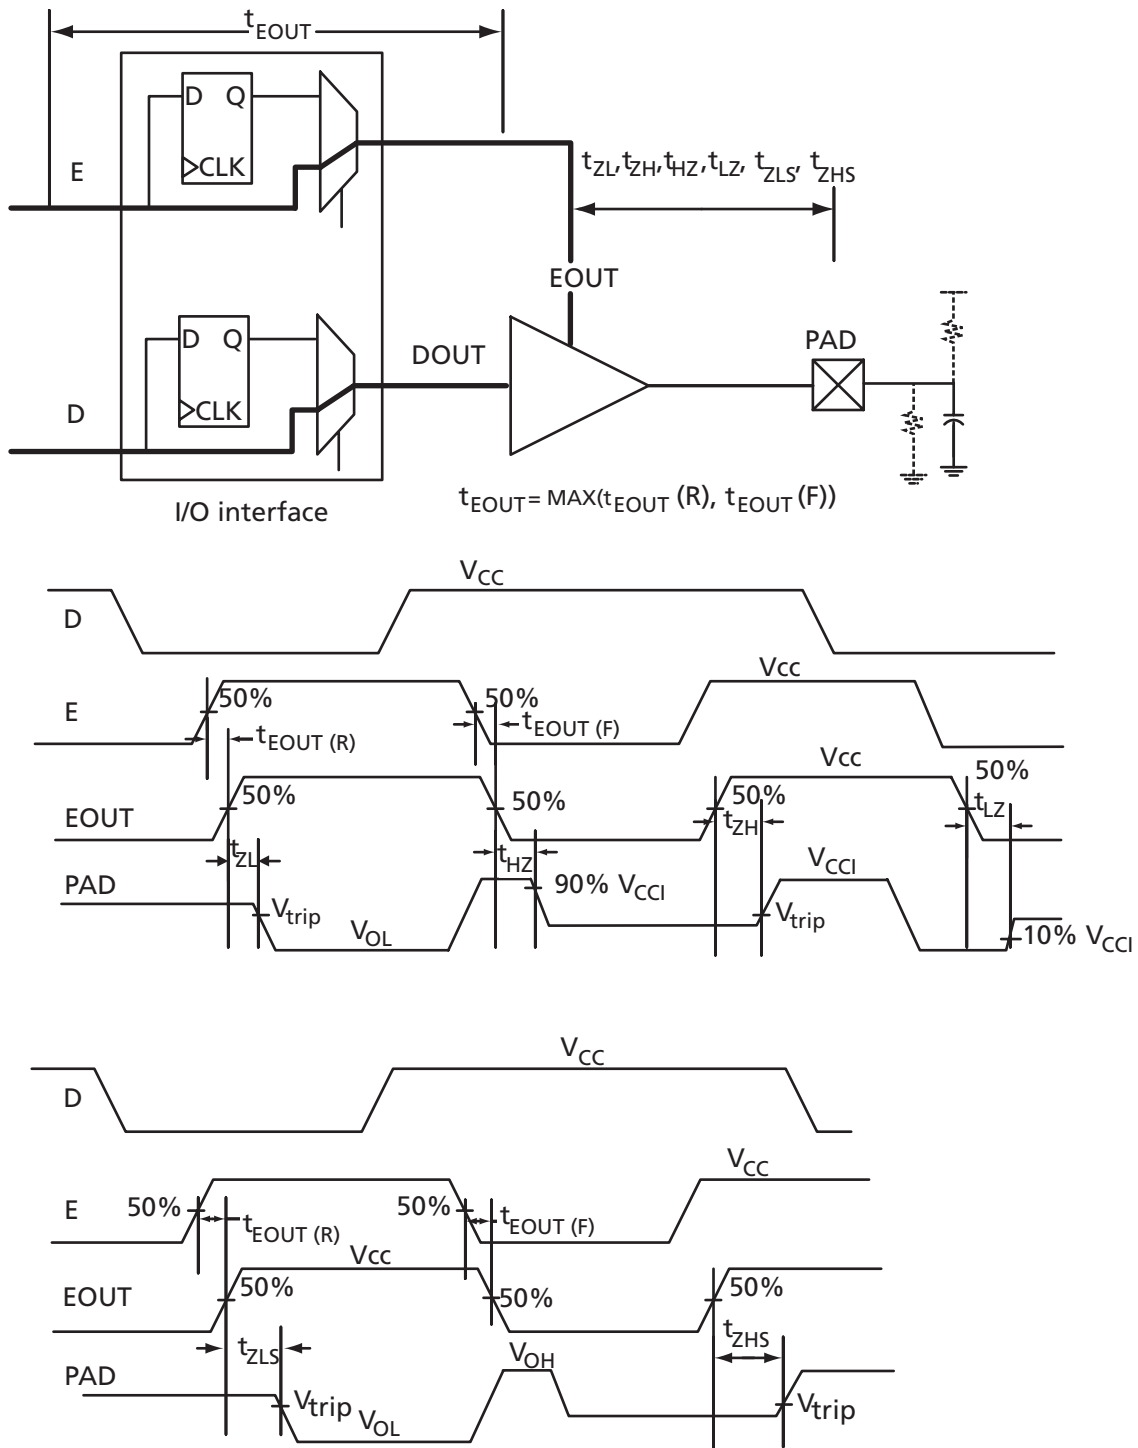 tEOUT
D Q
CLK
E
tZL, tZH, tHZ, tLZ, tZLS, tZHS
EOUT
D Q
CLK
DOUT
PAD
D
I/O interface
tEOUT = MAX(tEOUT (R), tEOUT (F))
VCC
D
Vcc
E
50%
50%
tEOUT (R)
tEOUT (F)
Vcc
50%
EOUT
50%
50%
50%
tZL
tHZ
tZH
tLZ
PAD
Vtrip
VOL
90% VCCI
VCCI
Vtrip
10% VCCI
VCC
D
VCC
E
50%
50%
tEOUT (R)
tEOUT (F)
Vcc
EOUT
50%
50%
50%
tZLS
VOH
tZHS
PAD
Vtrip
VOL
Vtrip